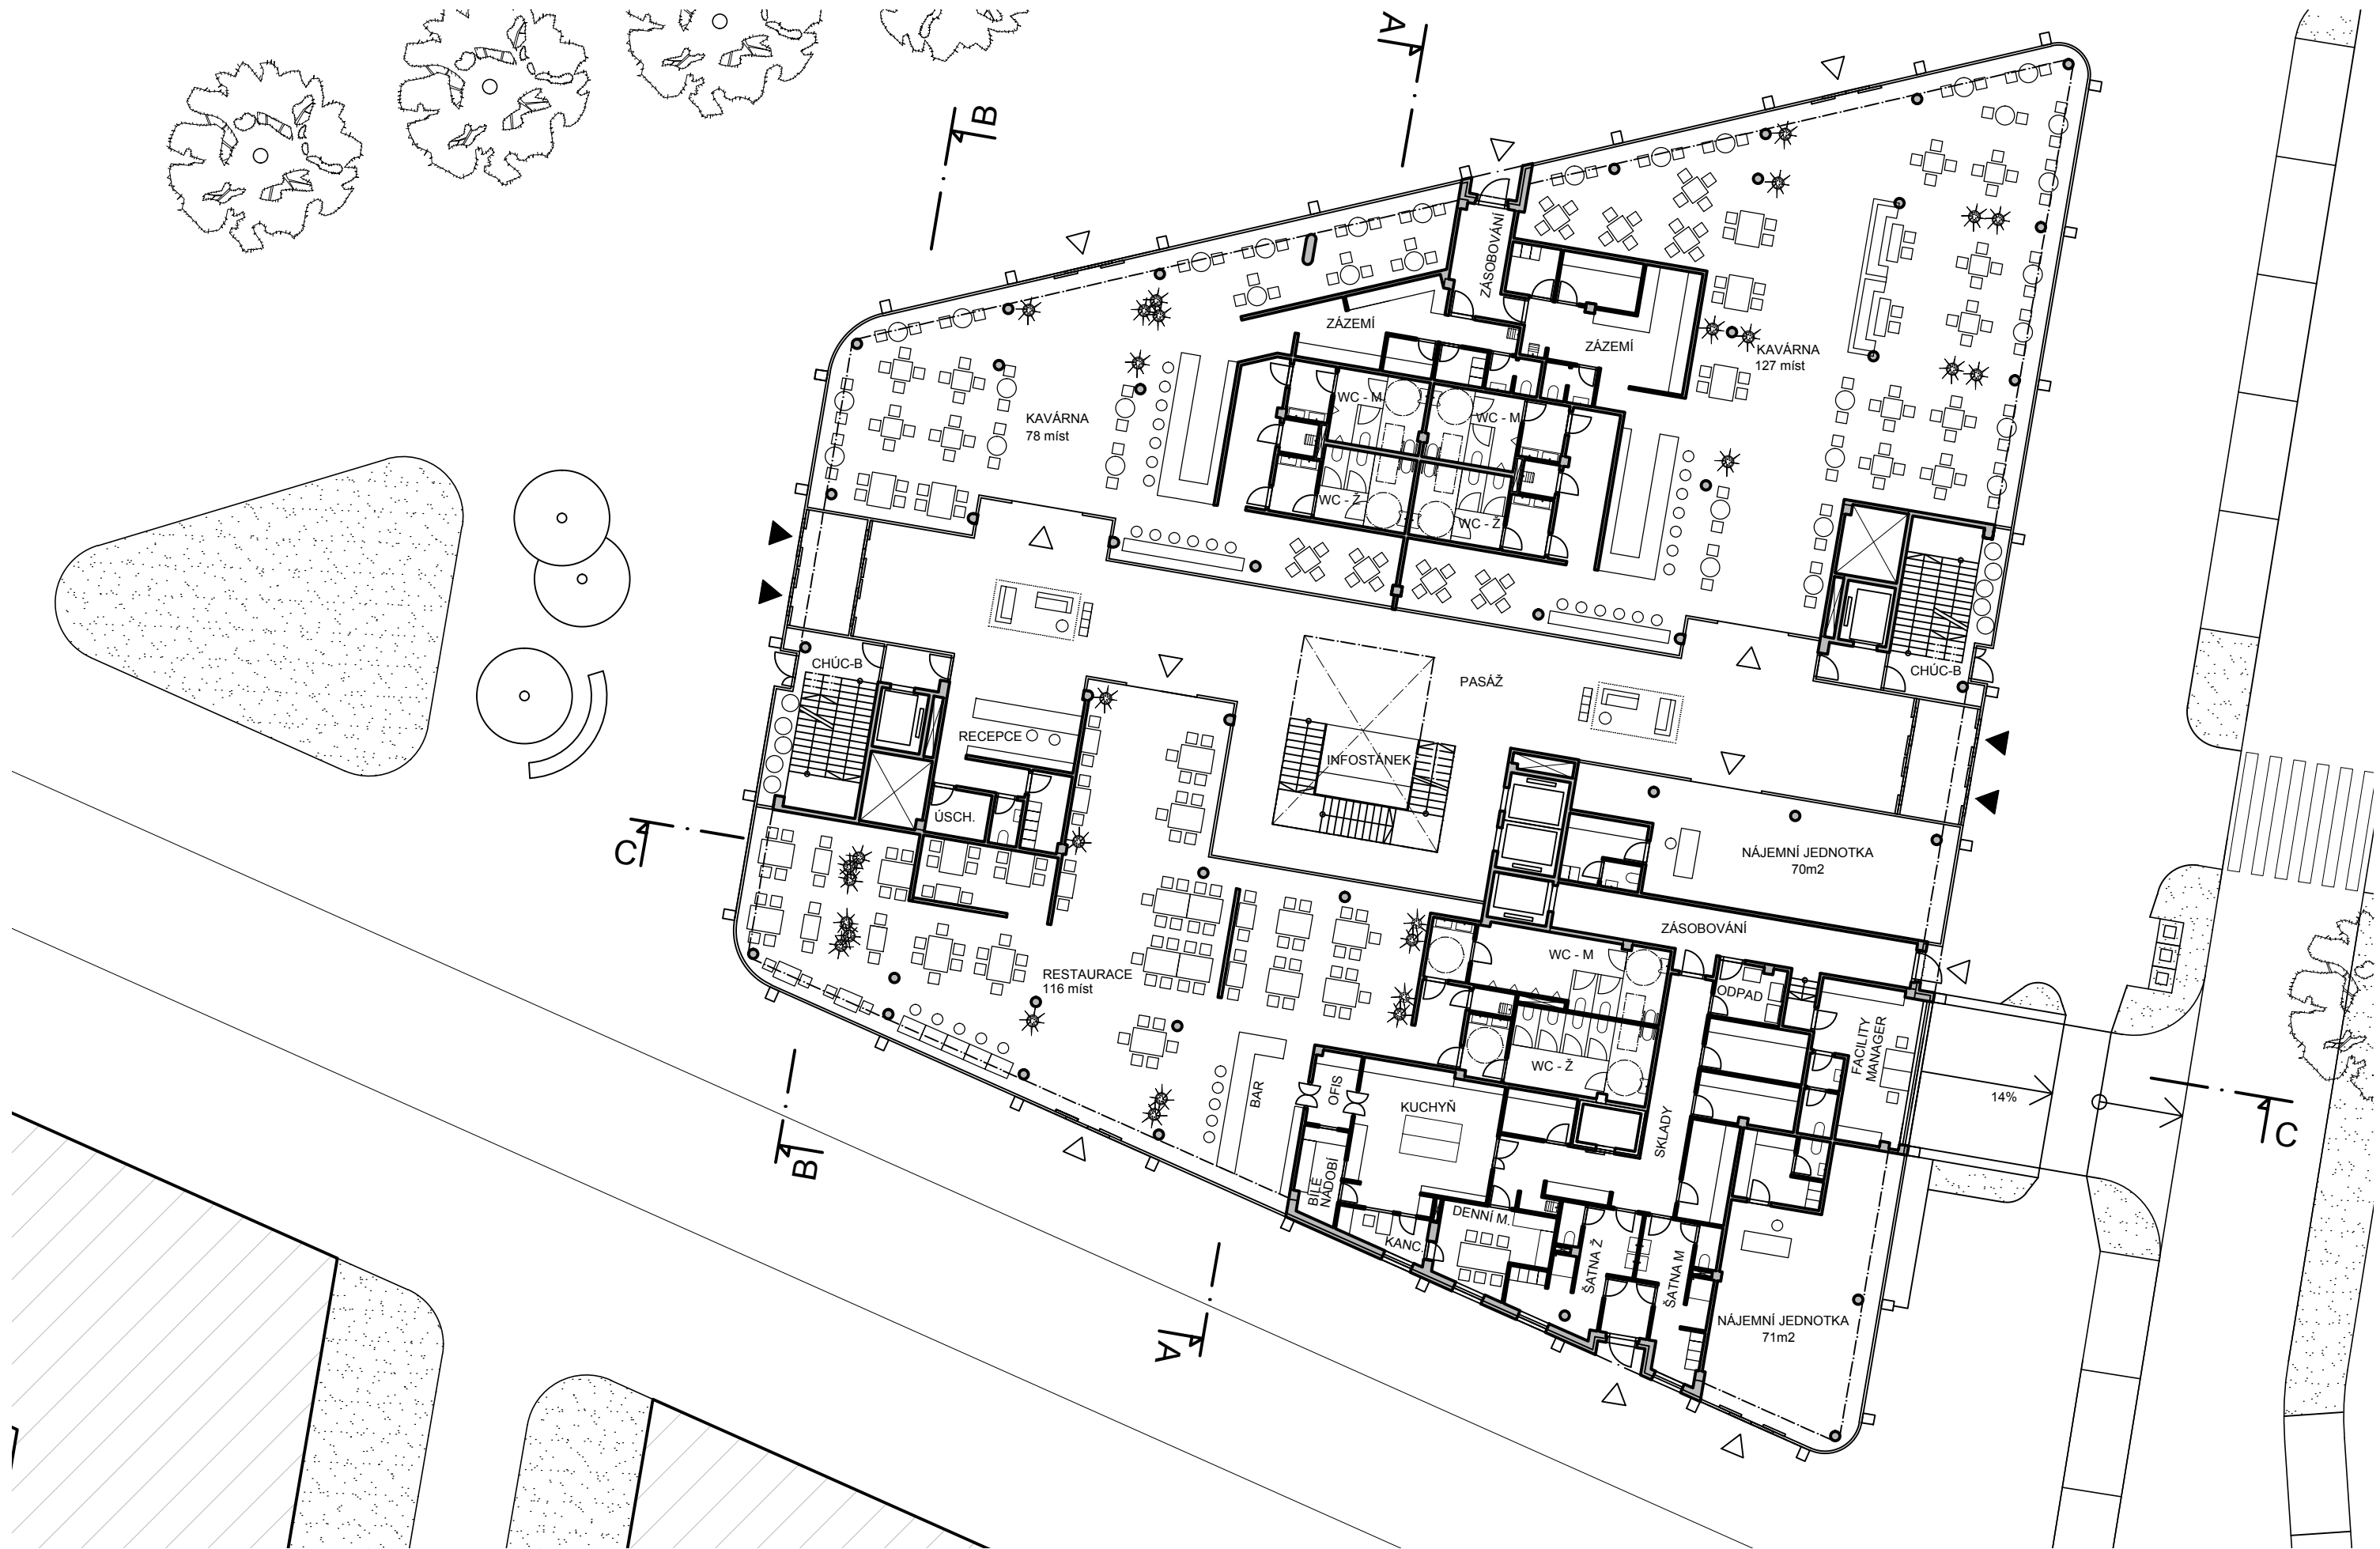 A
B
ZÁSOBOVÁNÍ
ZÁZEMÍ
ZÁZEMÍ
KAVÁRNA
127 míst
WC - M
WC - M
KAVÁRNA
78 míst
WC - Ž
WC - Ž
CHÚC-B
CHÚC-B
PASÁŽ
RECEPCE
INFOSTÁNEK
ÚSCH.
C
NÁJEMNÍ JEDNOTKA
70m2
ZÁSOBOVÁNÍ
WC - M
RESTAURACE
116 míst
ODPAD
FACILITY
MANAGER
WC - Ž
OFIS
BAR
KUCHYŇ
14%
SKLADY
C
B
BÍLÉ
NÁDOBÍ
DENNÍ M.
KANC.
ŠATNA Ž
ŠATNA M
NÁJEMNÍ JEDNOTKA
71m2
A